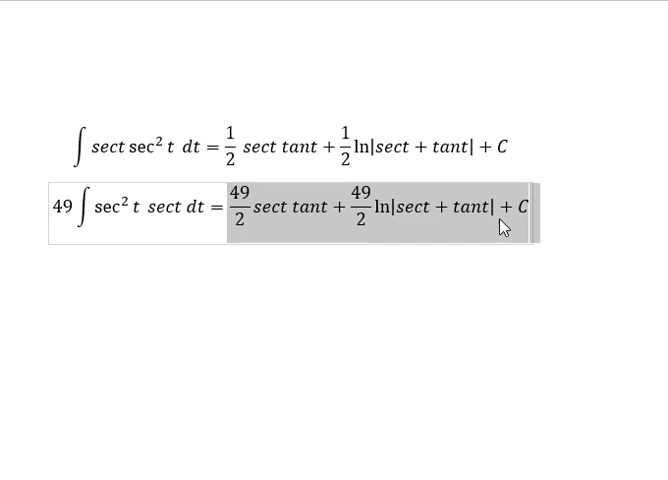 ∫ sect sec² t dt = 1/2 sect tant + 1/2 ln|sect + tant| + C
49 ∫ sec² t sect dt = 49/2 sect tant + 49/2 ln|sect + tant| + C